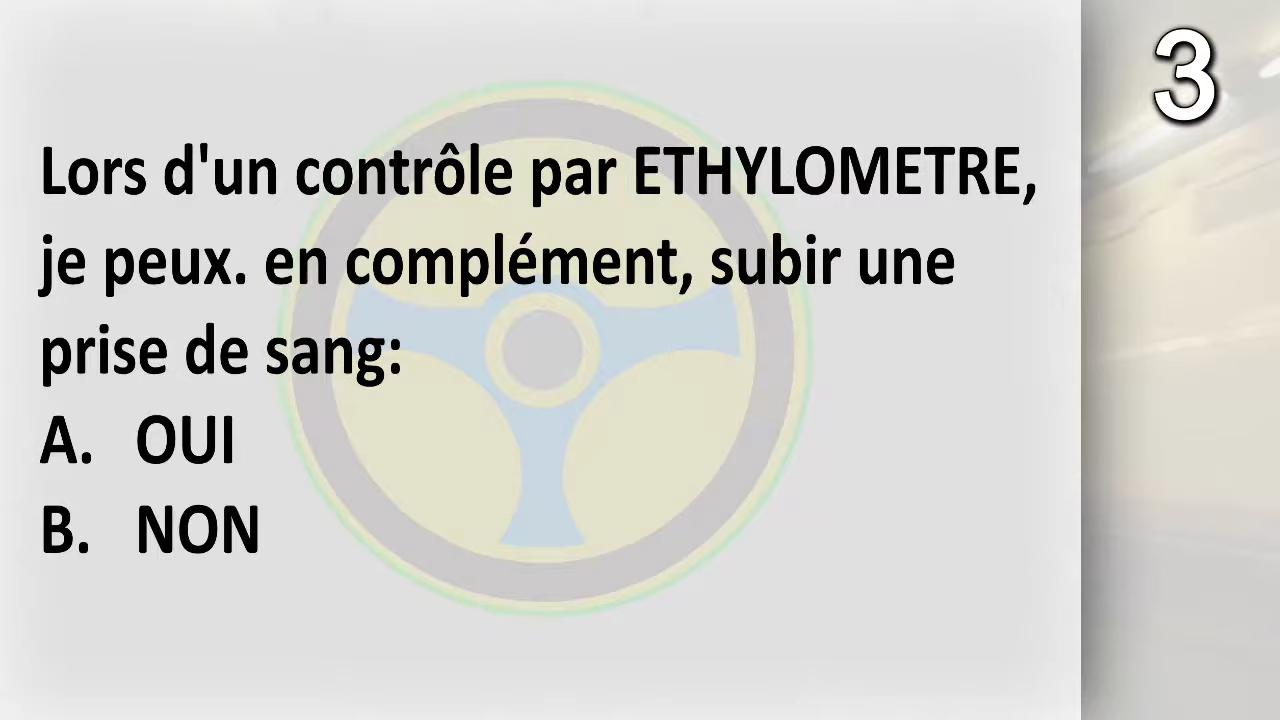 3
Lors d'un contrôle par ETHYLOMETRE,
je peux. en complément, subir une
prise de sang:
A. OUI
B. NON